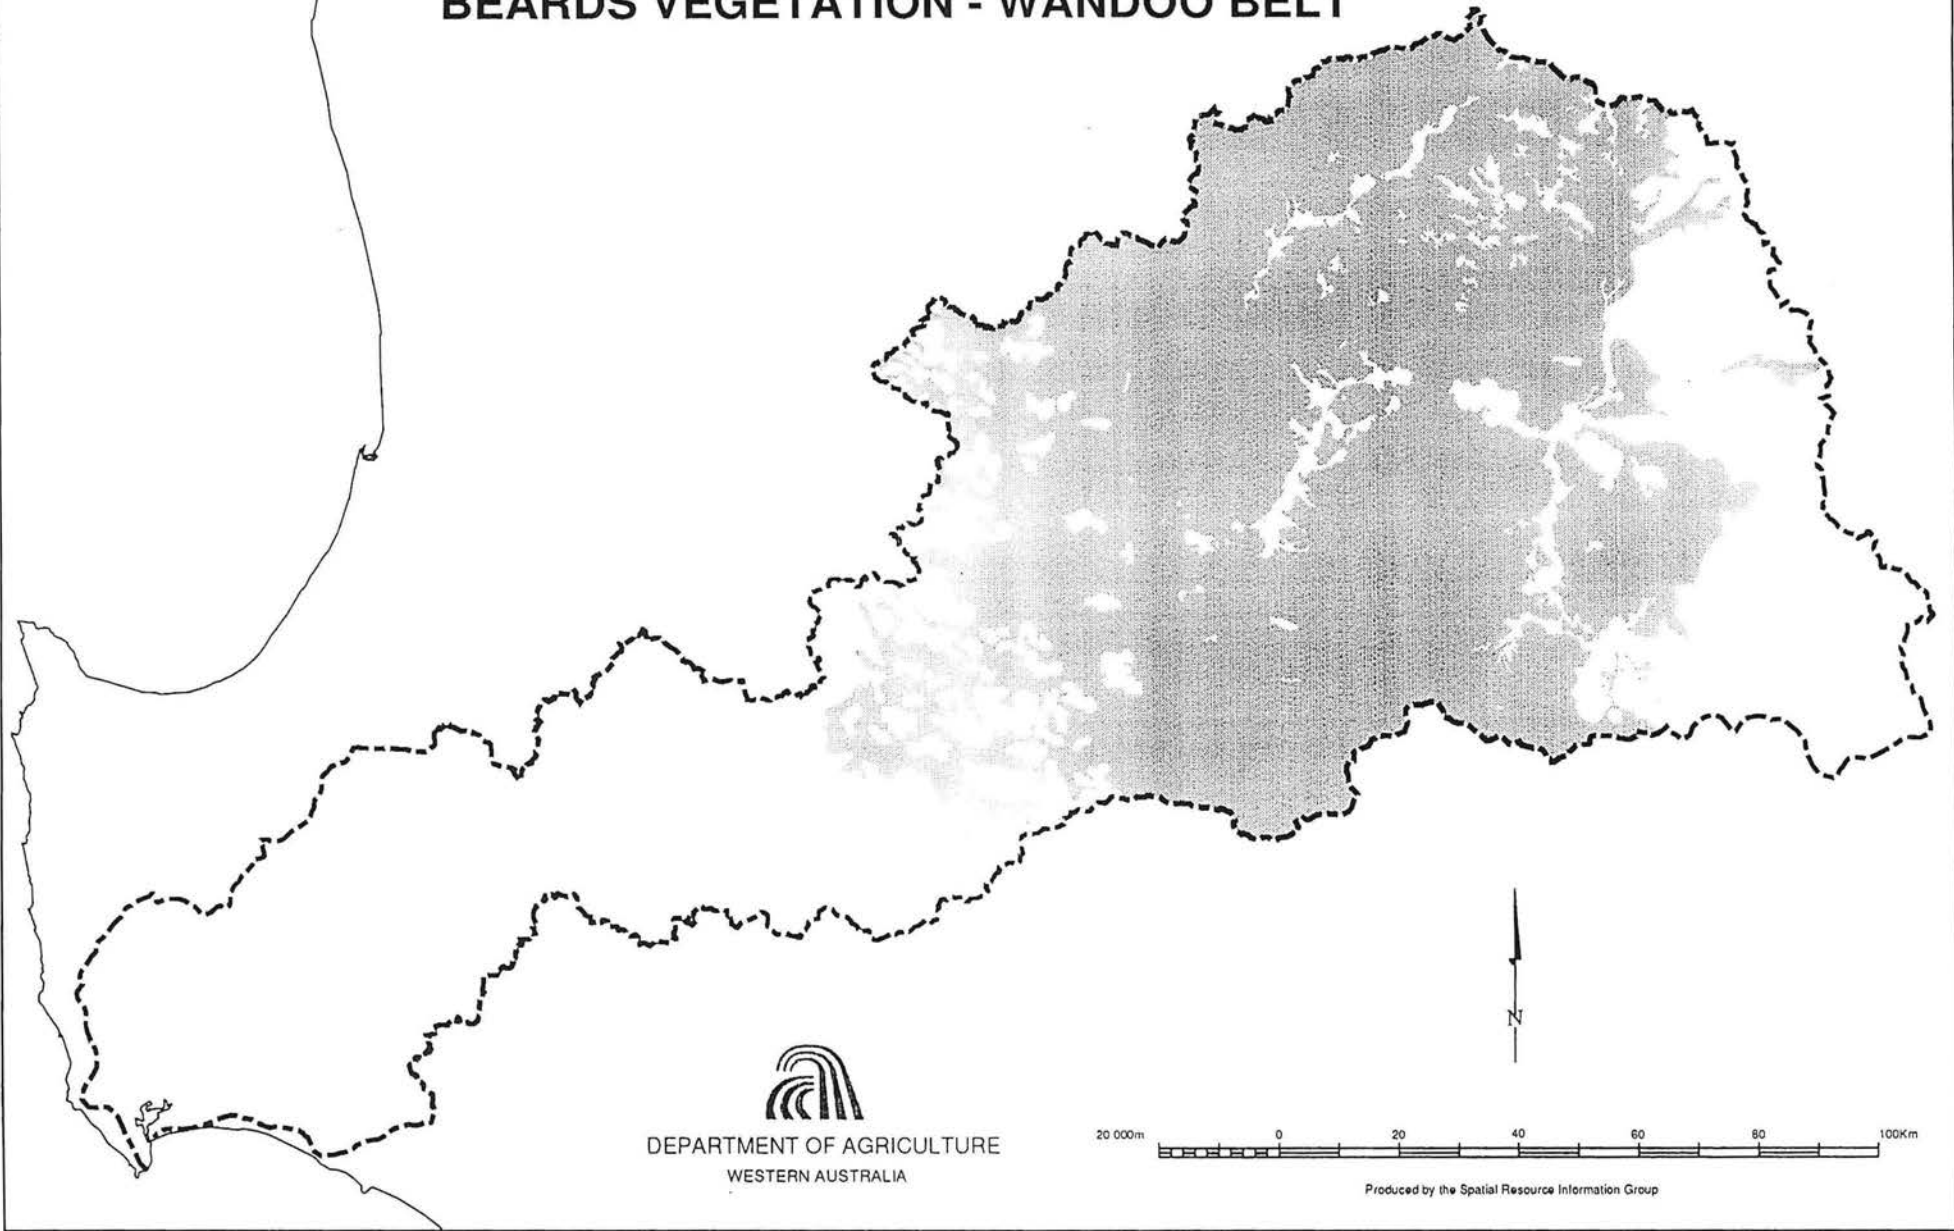 BEARDS VEGETATION - WANDOO BELT
N
DEPARTMENT OF AGRICULTURE
WESTERN AUSTRALIA
20 000m 0 20 40 60 80 100Km
Produced by the Spatial Resource Information Group